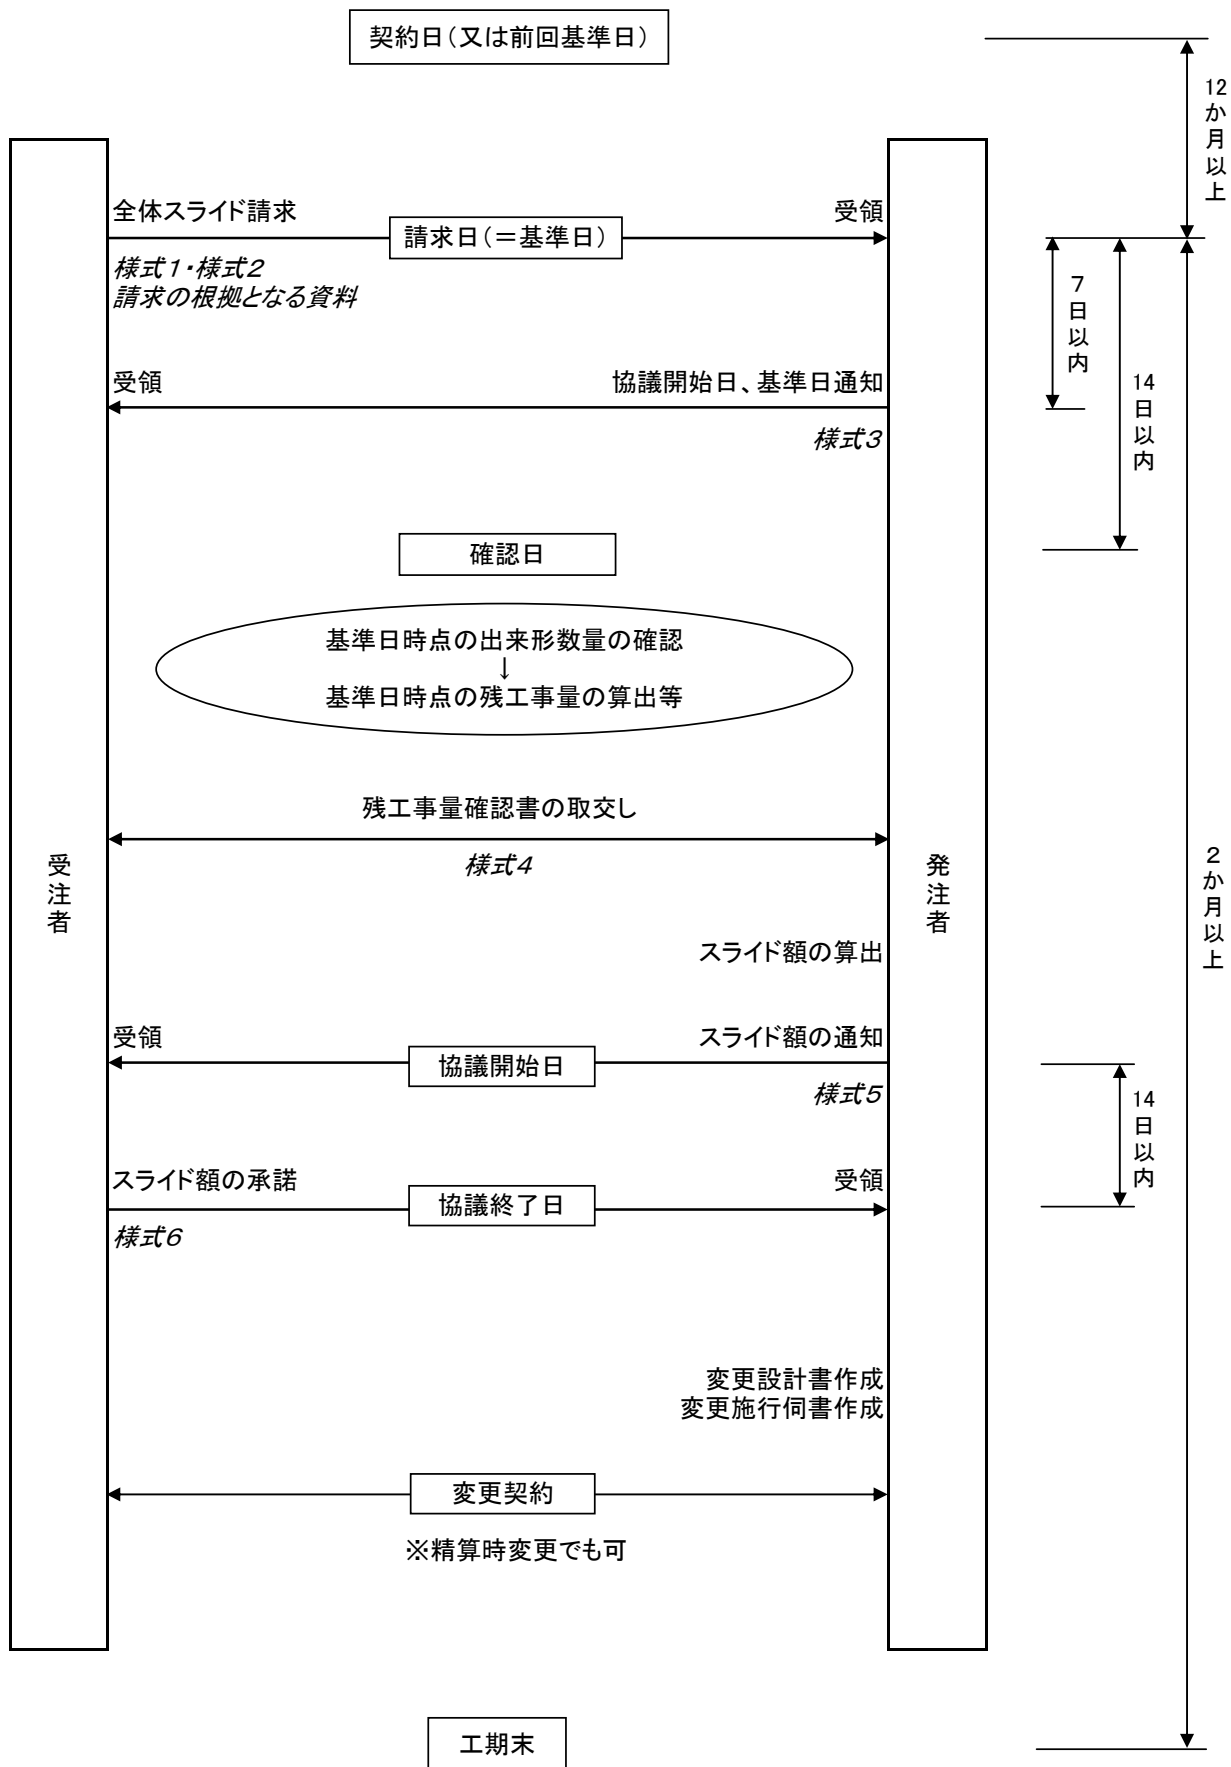 契約日（又は前回基準日）
12か月以上
全体スライド請求
受領
請求日（＝基準日）
様式１・様式２
請求の根拠となる資料
7日以内
受領
協議開始日、基準日通知
14日以内
様式３
確認日
基準日時点の出来形数量の確認
↓
基準日時点の残工事量の算出等
残工事量確認書の取交し
様式４
受注者
発注者
２か月以上
スライド額の算出
受領
スライド額の通知
協議開始日
様式５
14日以内
スライド額の承諾
受領
協議終了日
様式６
変更設計書作成
変更施行伺書作成
変更契約
※精算時変更でも可
工期末